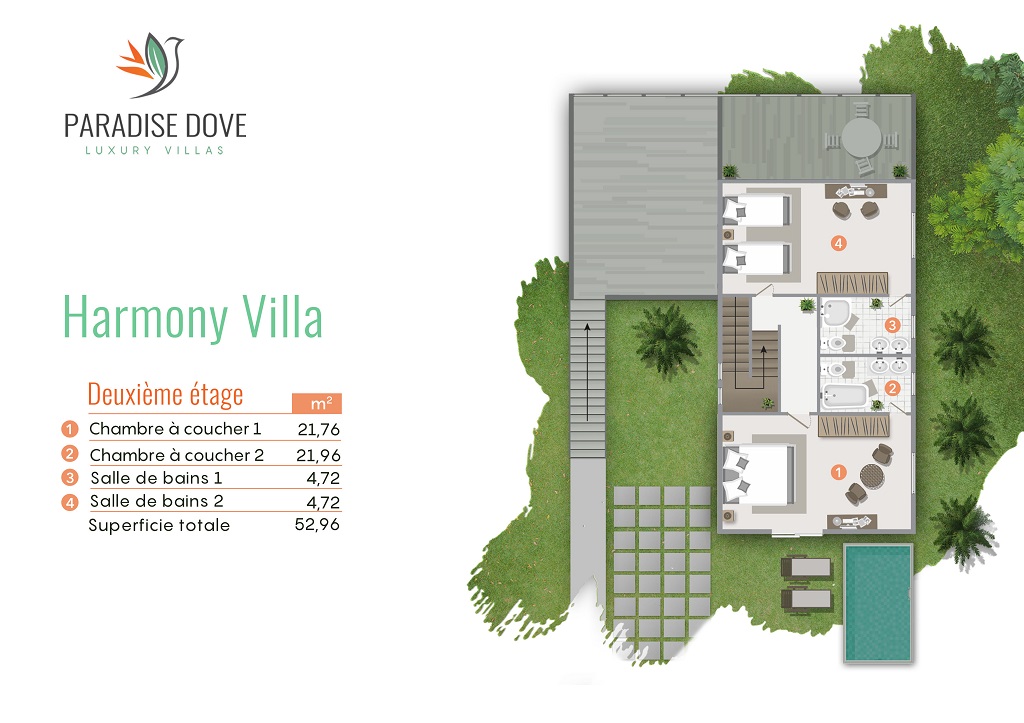 PARADISE DOVE
LUXURY VILLAS
Harmony Villa
Deuxième étage m²
1 Chambre à coucher 1 21,76
2 Chambre à coucher 2 21,96
3 Salle de bains 1 4,72
4 Salle de bains 2 4,72
Superficie totale 52,96
4
3
2
1